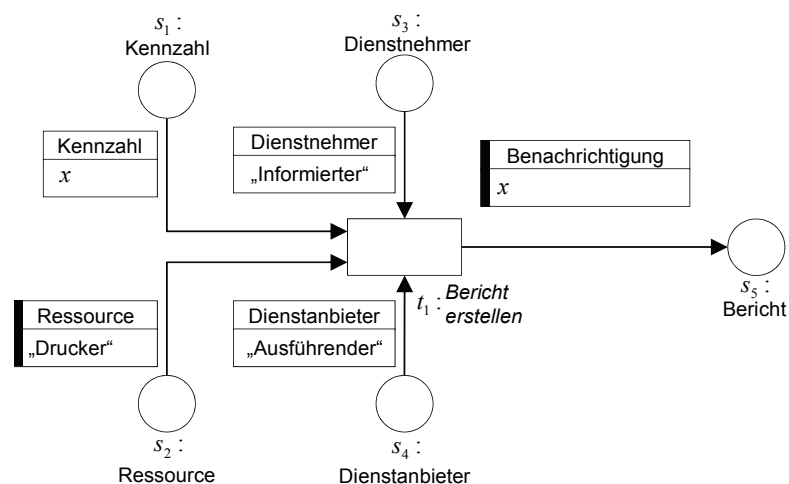 s₁ :
Kennzahl
s₃ :
Dienstnehmer
Kennzahl
x
Dienstnehmer
„Informierter“
Benachrichtigung
x
s₅ :
Bericht
t₁ : Bericht
erstellen
Ressource
„Drucker“
Dienstanbieter
„Ausführender“
s₂ :
Ressource
s₄ :
Dienstanbieter